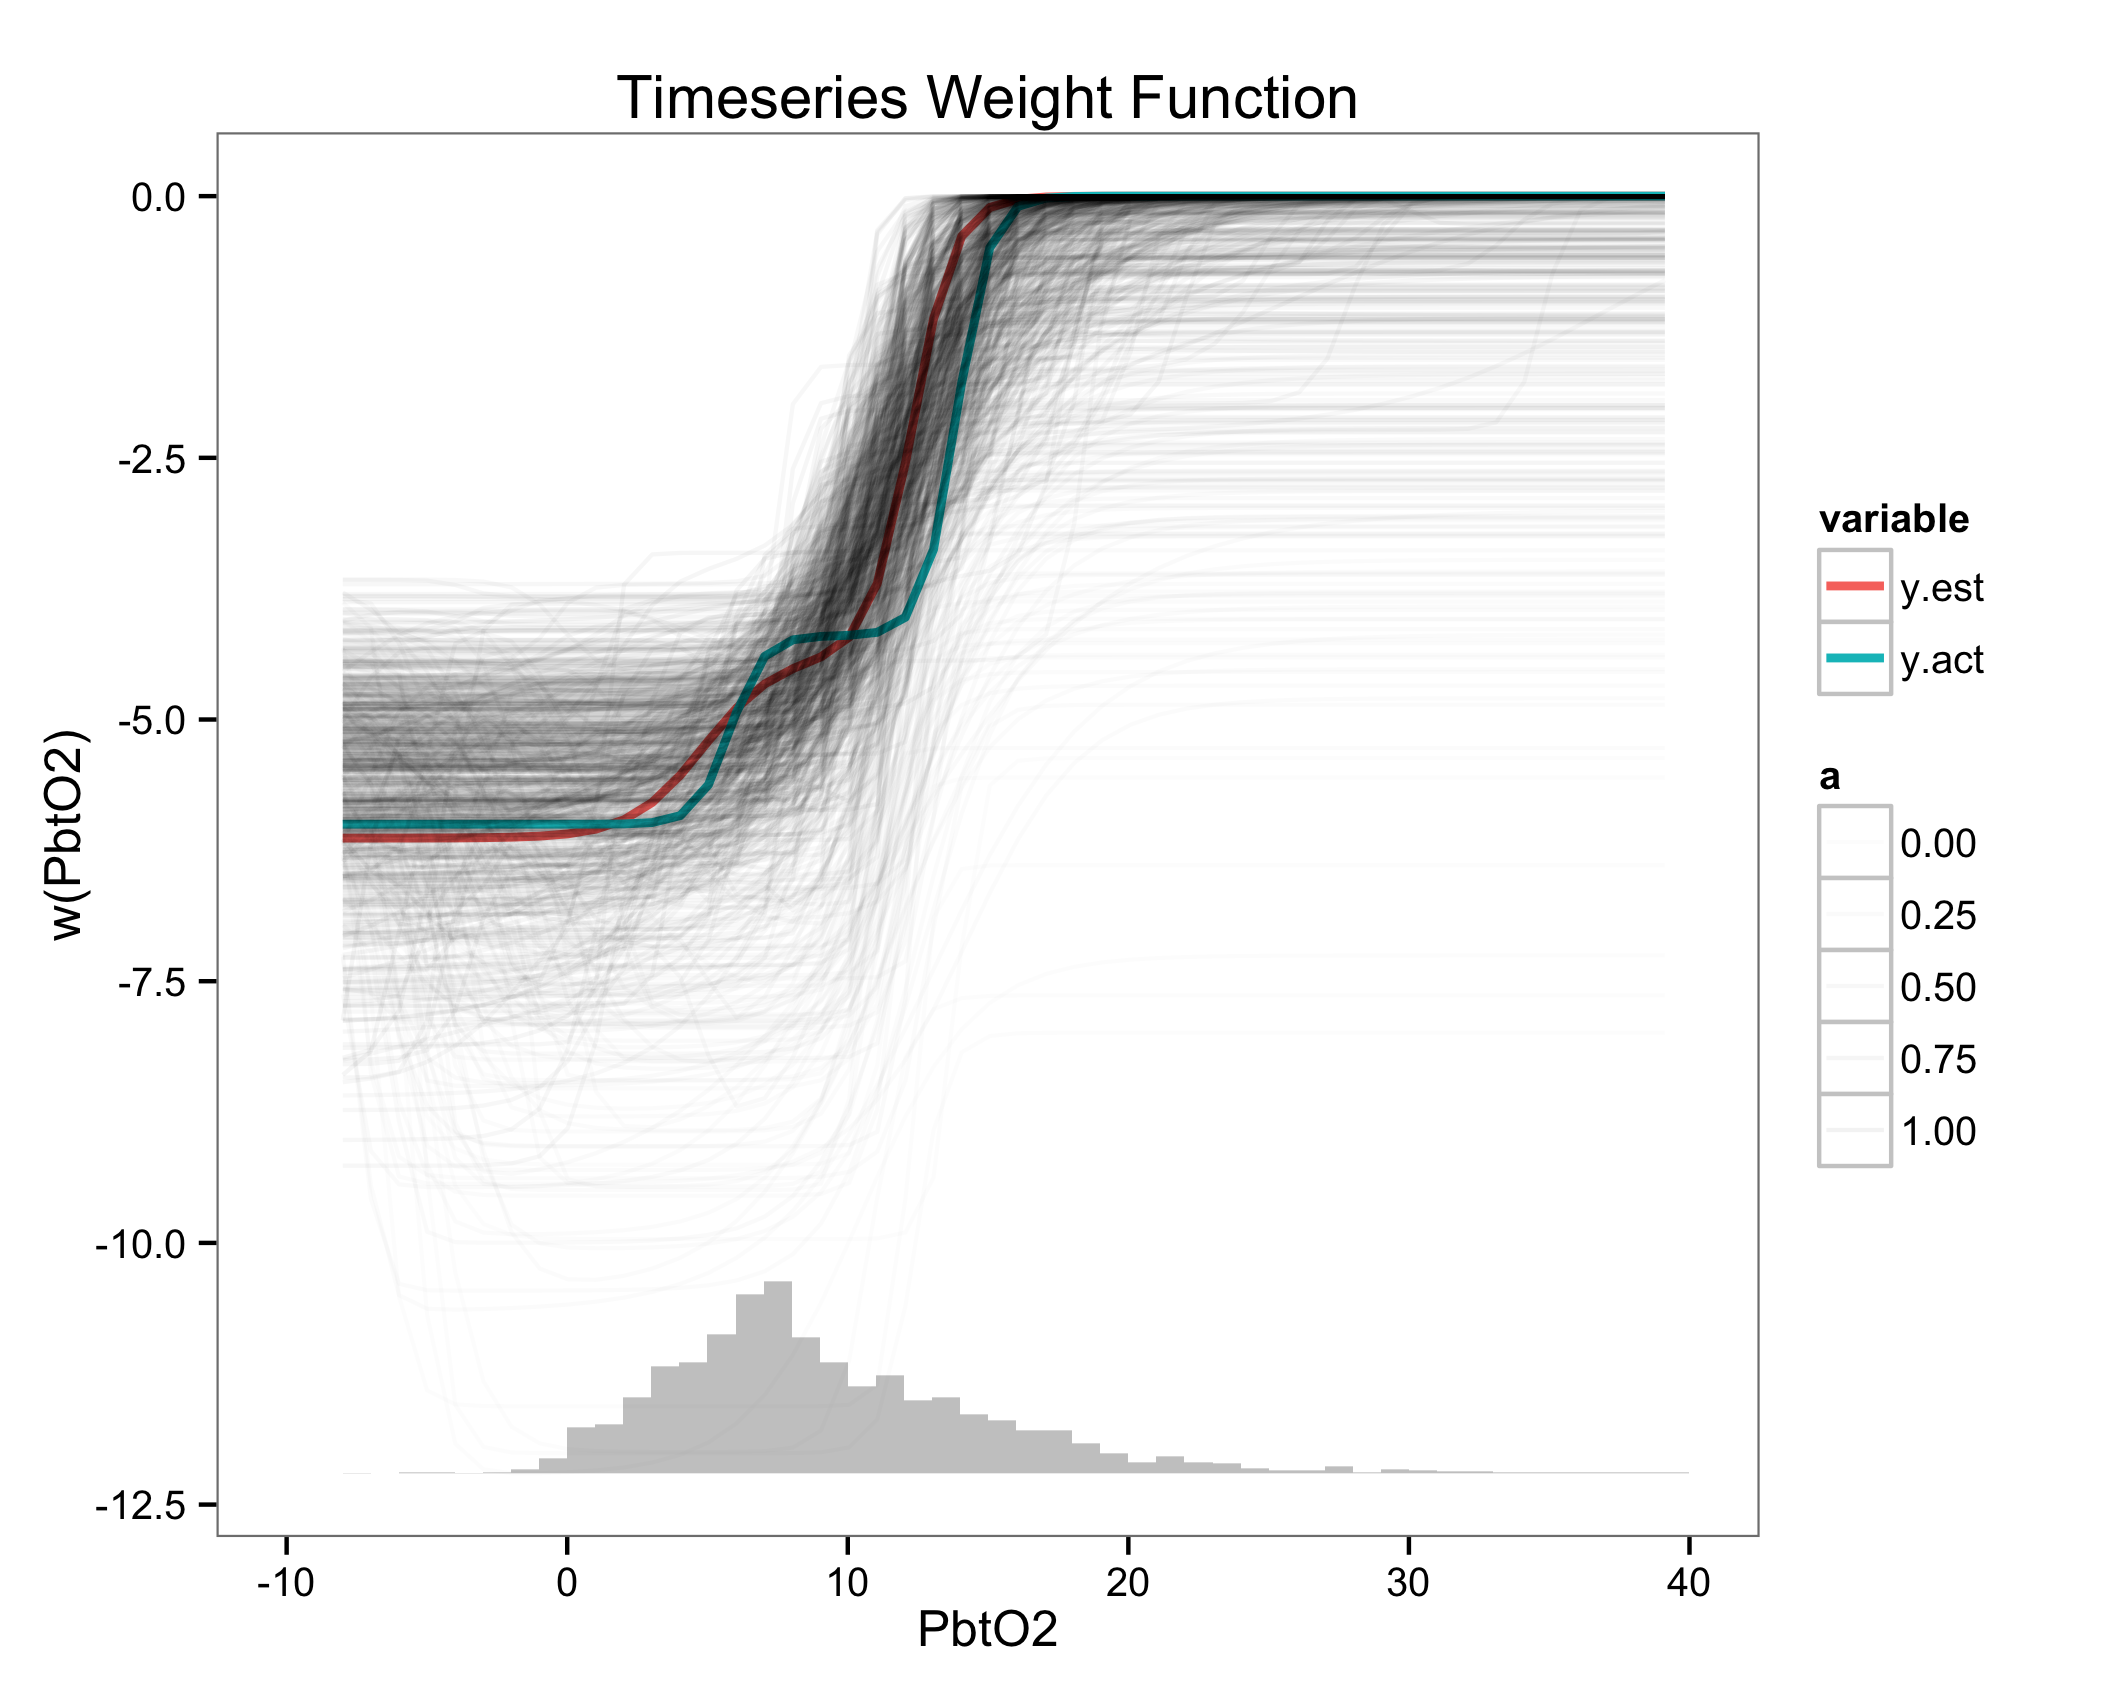 Timeseries Weight Function
0.0
-2.5
-5.0
-7.5
-10.0
-12.5
w(PbtO2)
-10 0 10 20 30 40
PbtO2
variable
y.est
y.act
a
0.00
0.25
0.50
0.75
1.00